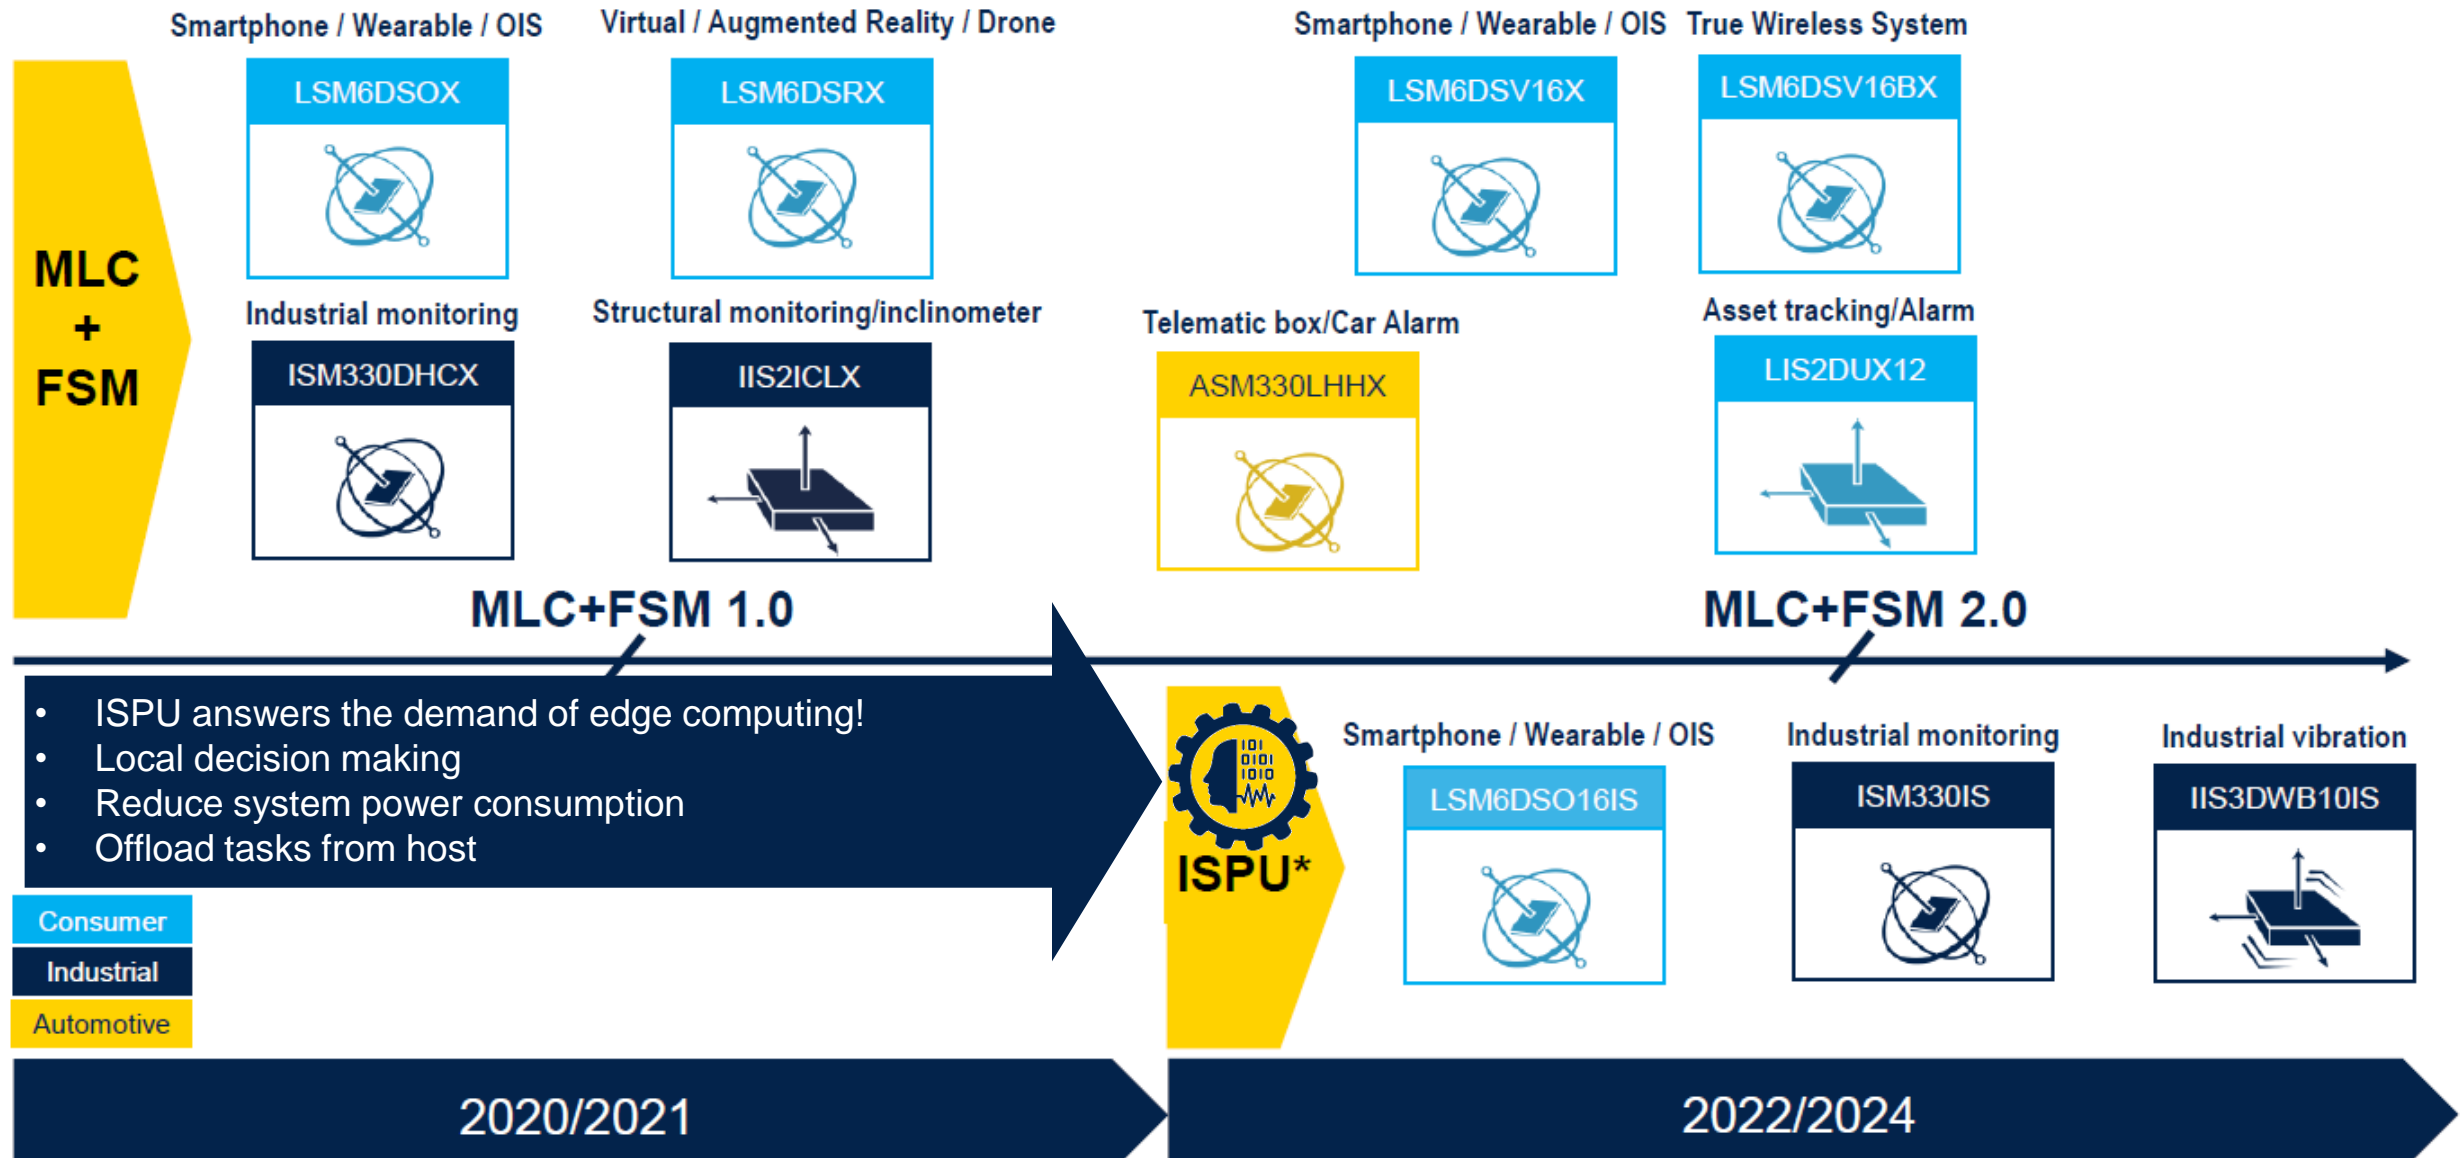 Smartphone / Wearable / OIS
Virtual / Augmented Reality / Drone
Smartphone / Wearable / OIS
True Wireless System
LSM6DSOX
LSM6DSRX
LSM6DSV16X
LSM6DSV16BX
MLC
+
FSM
Industrial monitoring
Structural monitoring/inclinometer
Telematic box/Car Alarm
Asset tracking/Alarm
ISM330DHCX
IIS2ICLX
ASM330LHHX
LIS2DUX12
MLC+FSM 1.0
MLC+FSM 2.0
• ISPU answers the demand of edge computing!
• Local decision making
• Reduce system power consumption
• Offload tasks from host
101
0101
1010
ISPU*
Smartphone / Wearable / OIS
Industrial monitoring
Industrial vibration
LSM6DSO16IS
ISM330IS
IIS3DWB10IS
Consumer
Industrial
Automotive
2020/2021
2022/2024